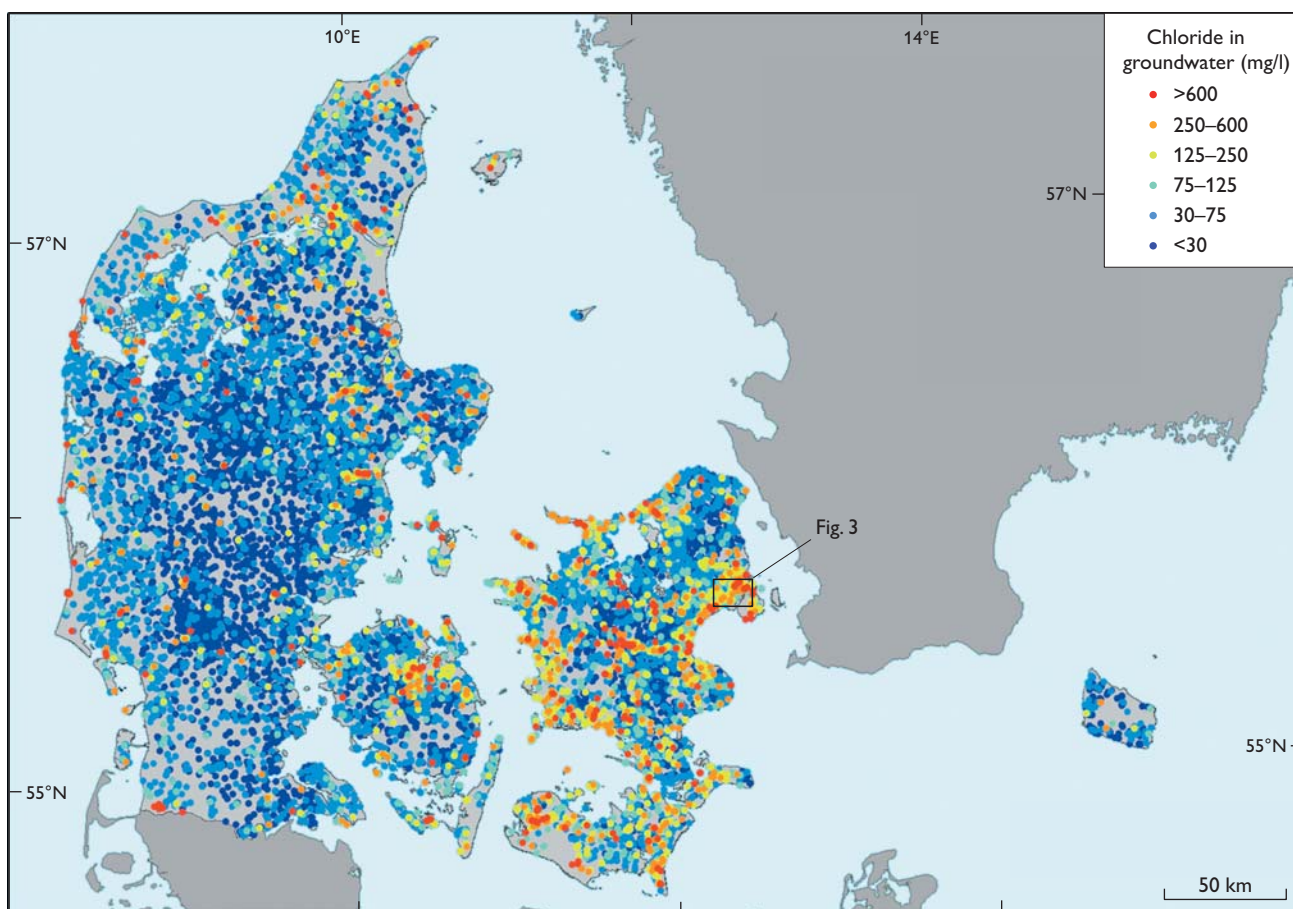 10°E
14°E
Chloride in
groundwater (mg/l)
>600
250–600
125–250
75–125
30–75
<30
57°N
57°N
Fig. 3
55°N
55°N
50 km